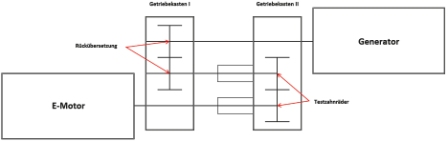 Getriebekasten I
Getriebekasten II
Generator
Rückübersetzung
E-Motor
Testzahnräder